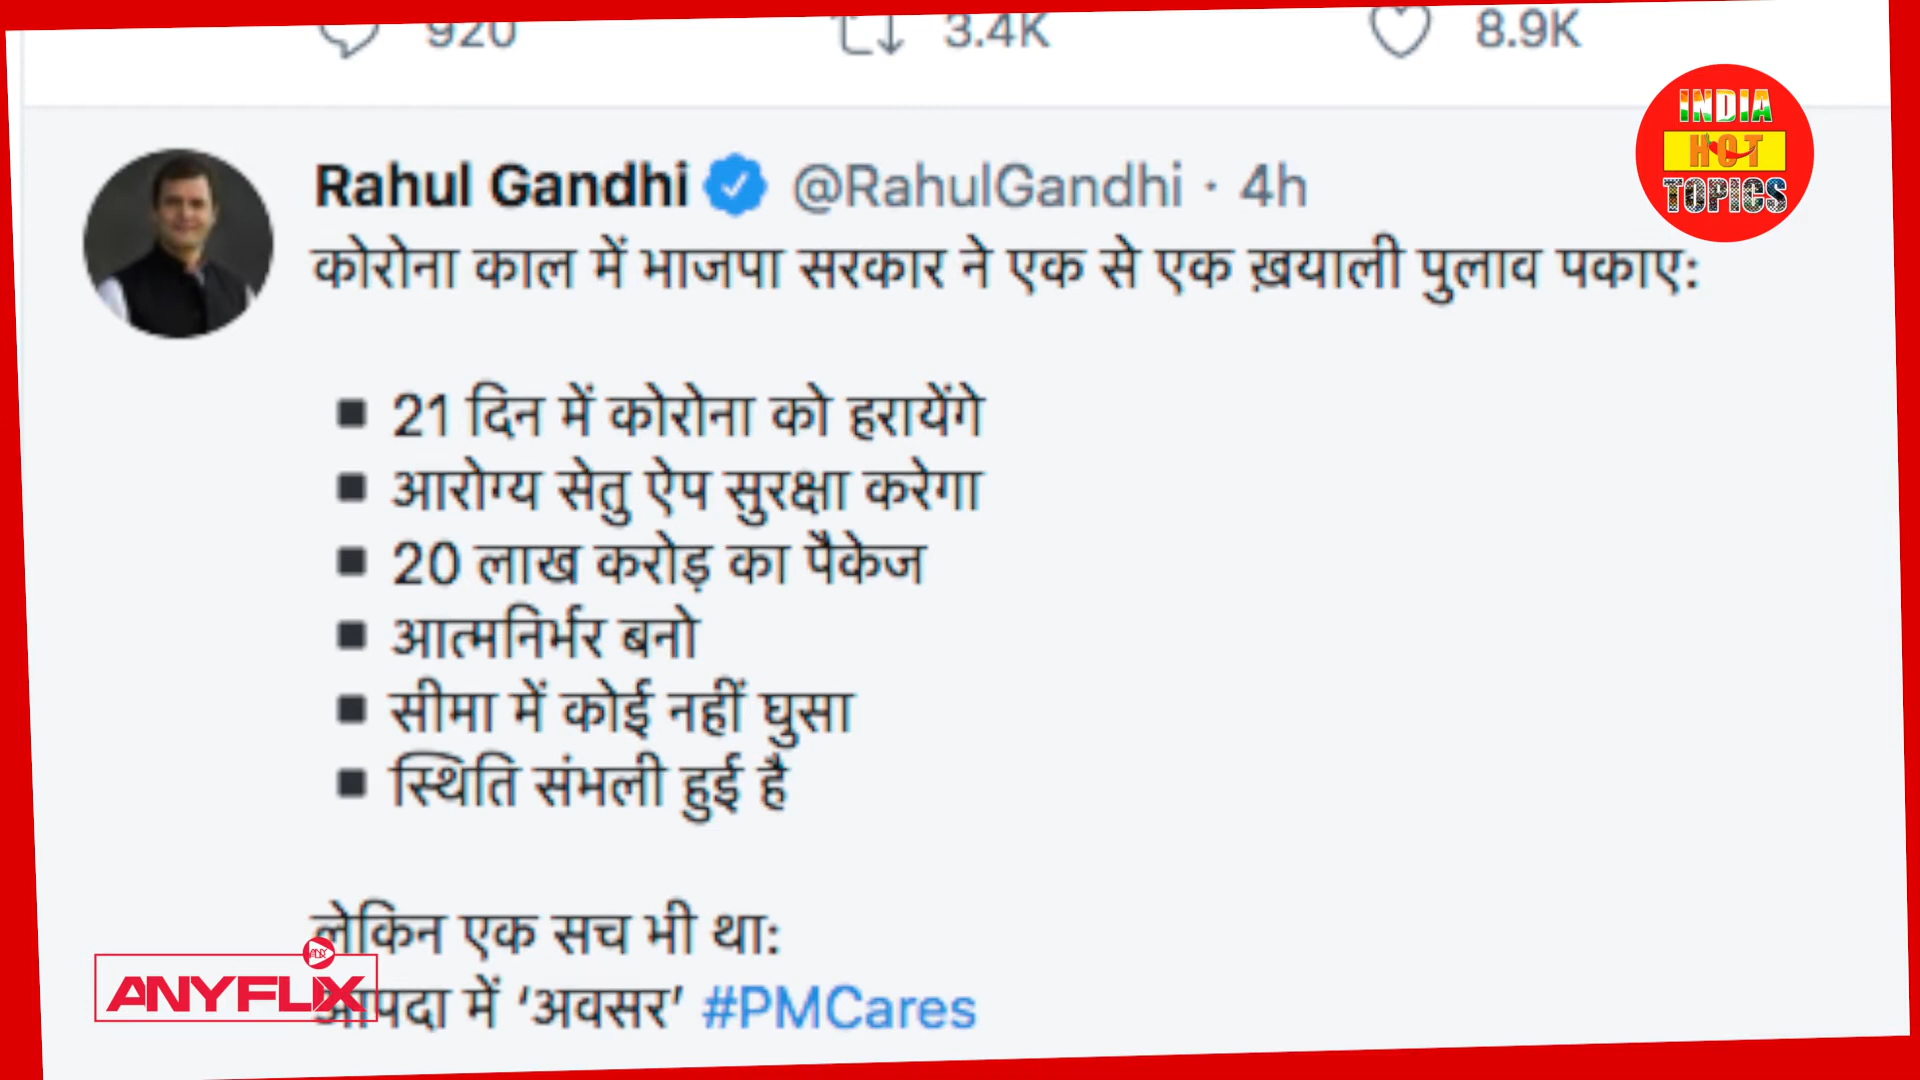 920 3.4K 8.9K
INDIA
HOT
TOPICS
Rahul Gandhi @RahulGandhi · 4h
कोरोना काल में भाजपा सरकार ने एक से एक ख़याली पुलाव पकाए:
▪ 21 दिन में कोरोना को हरायेंगे
▪ आरोग्य सेतु ऐप सुरक्षा करेगा
▪ 20 लाख करोड़ का पैकेज
▪ आत्मनिर्भर बनो
▪ सीमा में कोई नहीं घुसा
▪ स्थिति संभली हुई है
लेकिन एक सच भी था:
आपदा में ‘अवसर’ #PMCares
ANYFLIX